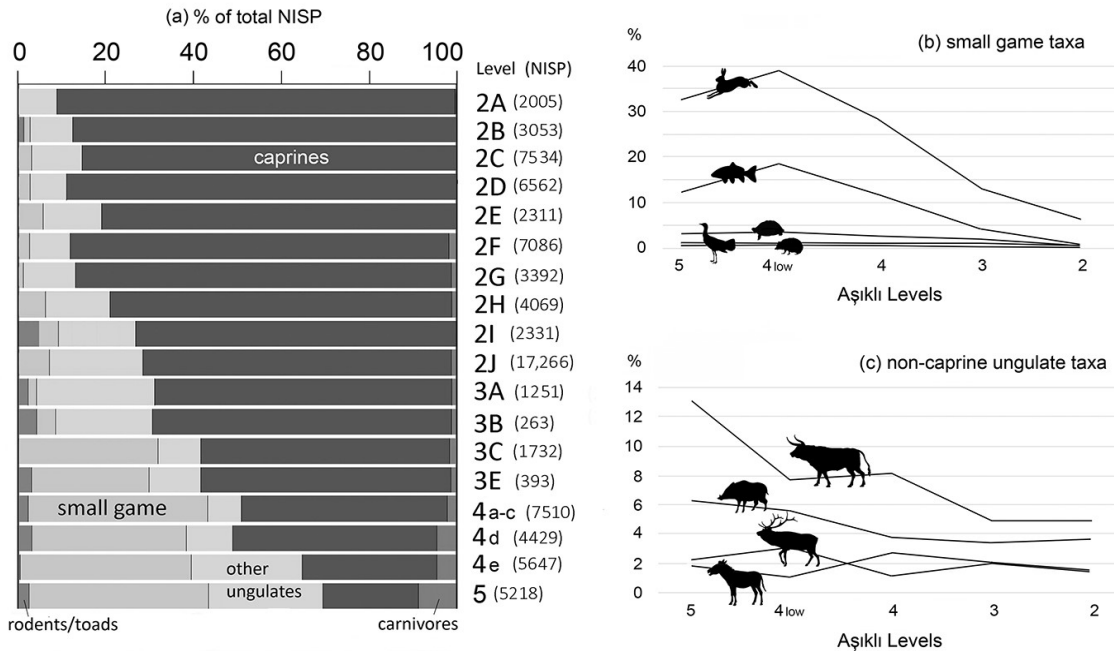 (a) % of total NISP
0 20 40 60 80 100
Level (NISP)
2A (2005)
2B (3053)
2C (7534)
caprines
2D (6562)
2E (2311)
2F (7086)
2G (3392)
2H (4069)
2I (2331)
2J (17,266)
3A (1251)
3B (263)
3C (1732)
3E (393)
small game
4a-c (7510)
4d (4429)
4e (5647)
other
ungulates
5 (5218)
rodents/toads
carnivores
%
(b) small game taxa
40
30
20
10
0
5 4 low 4 3 2
Aşıklı Levels
%
(c) non-caprine ungulate taxa
14
12
10
8
6
4
2
0
5 4 low 4 3 2
Aşıklı Levels